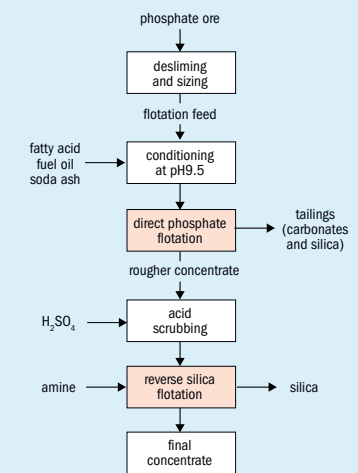 phosphate ore
desliming
and sizing
flotation feed
fatty acid
fuel oil
soda ash
conditioning
at pH9.5
direct phosphate
flotation
tailings
(carbonates
and silica)
rougher concentrate
H₂SO₄
acid
scrubbing
amine
reverse silica
flotation
silica
final
concentrate